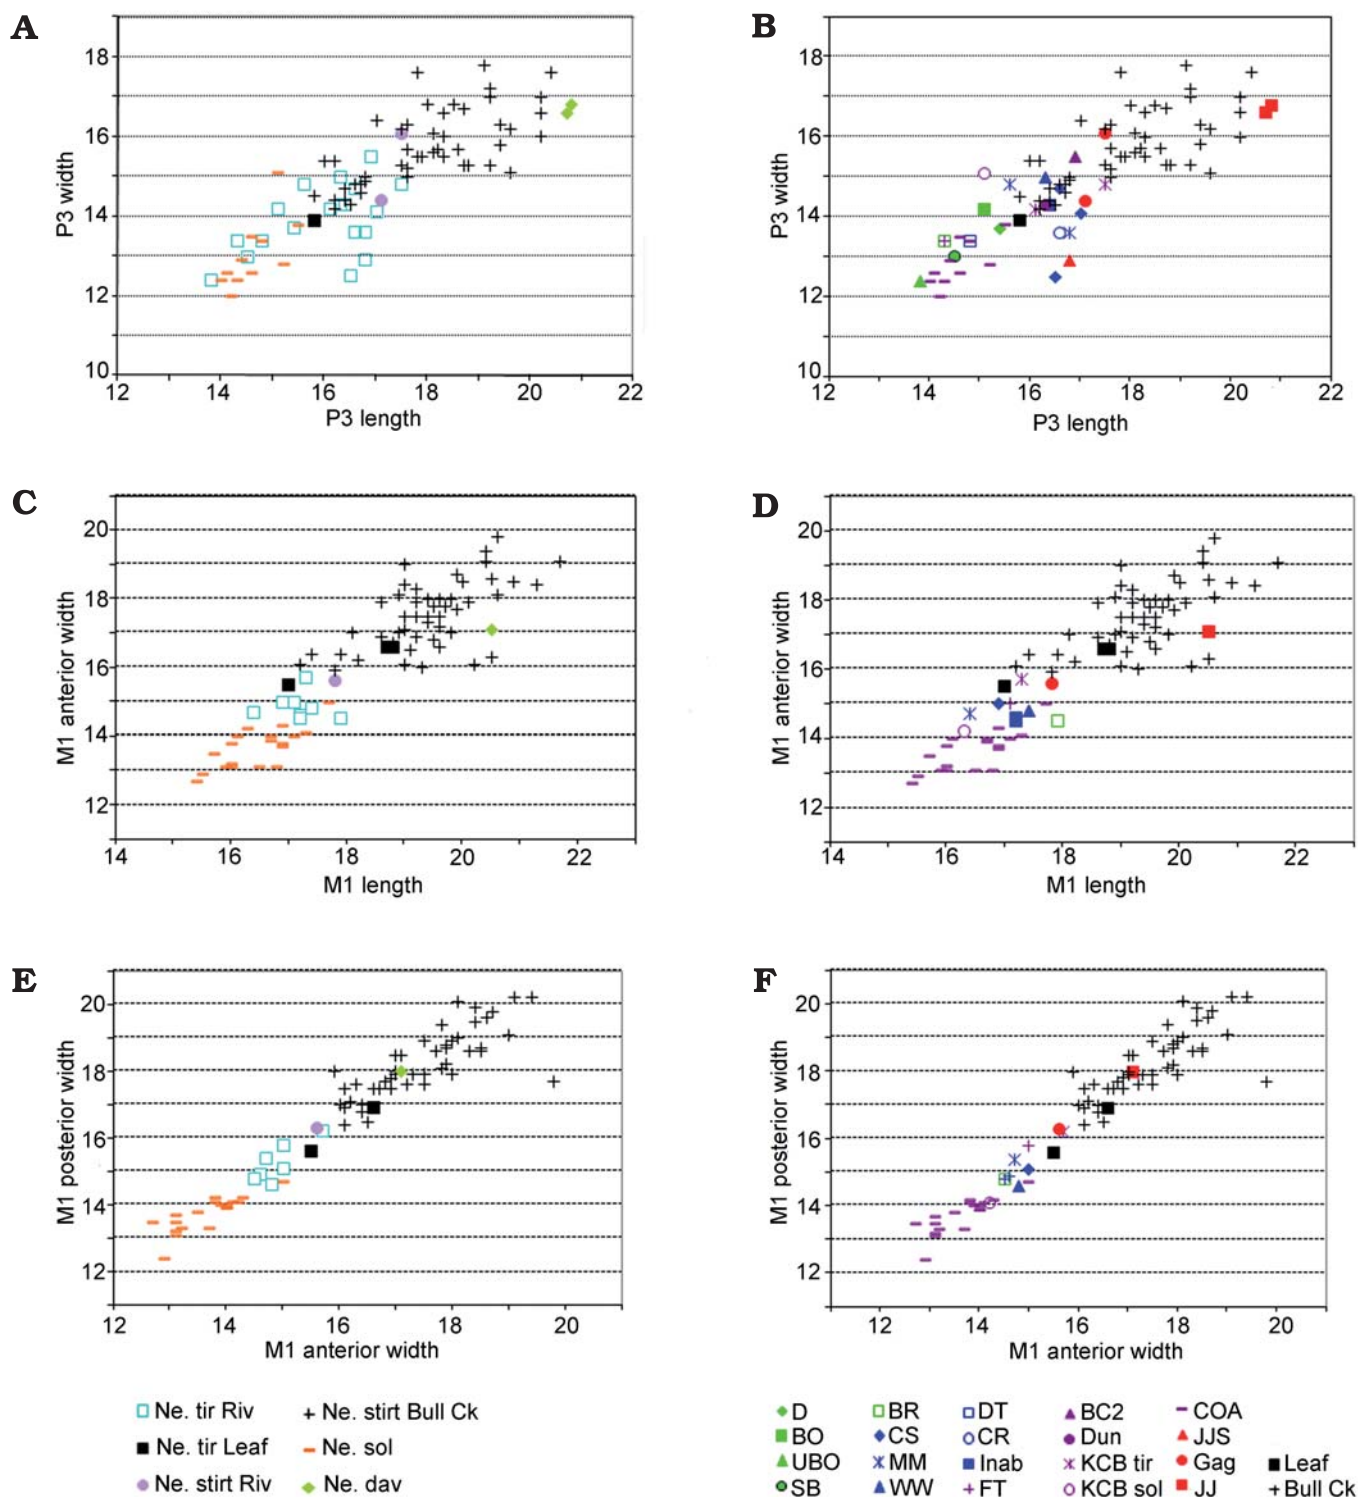 A
18
16
14
12
10
12 14 16 18 20 22
P3 width
P3 length
B
18
16
14
12
10
12 14 16 18 20 22
P3 width
P3 length
C
20
18
16
14
12
14 16 18 20 22
M1 anterior width
M1 length
D
20
18
16
14
12
14 16 18 20 22
M1 anterior width
M1 length
E
20
18
16
14
12
12 14 16 18 20
M1 posterior width
M1 anterior width
F
20
18
16
14
12
12 14 16 18 20
M1 posterior width
M1 anterior width
Ne. tir Riv Ne. stirt Bull Ck
Ne. tir Leaf Ne. sol
Ne. stirt Riv Ne. dav
D BR DT BC2 COA
BO CS CR Dun JJS
UBO MM Inab KCB tir Gag Leaf
SB WW FT KCB sol JJ Bull Ck